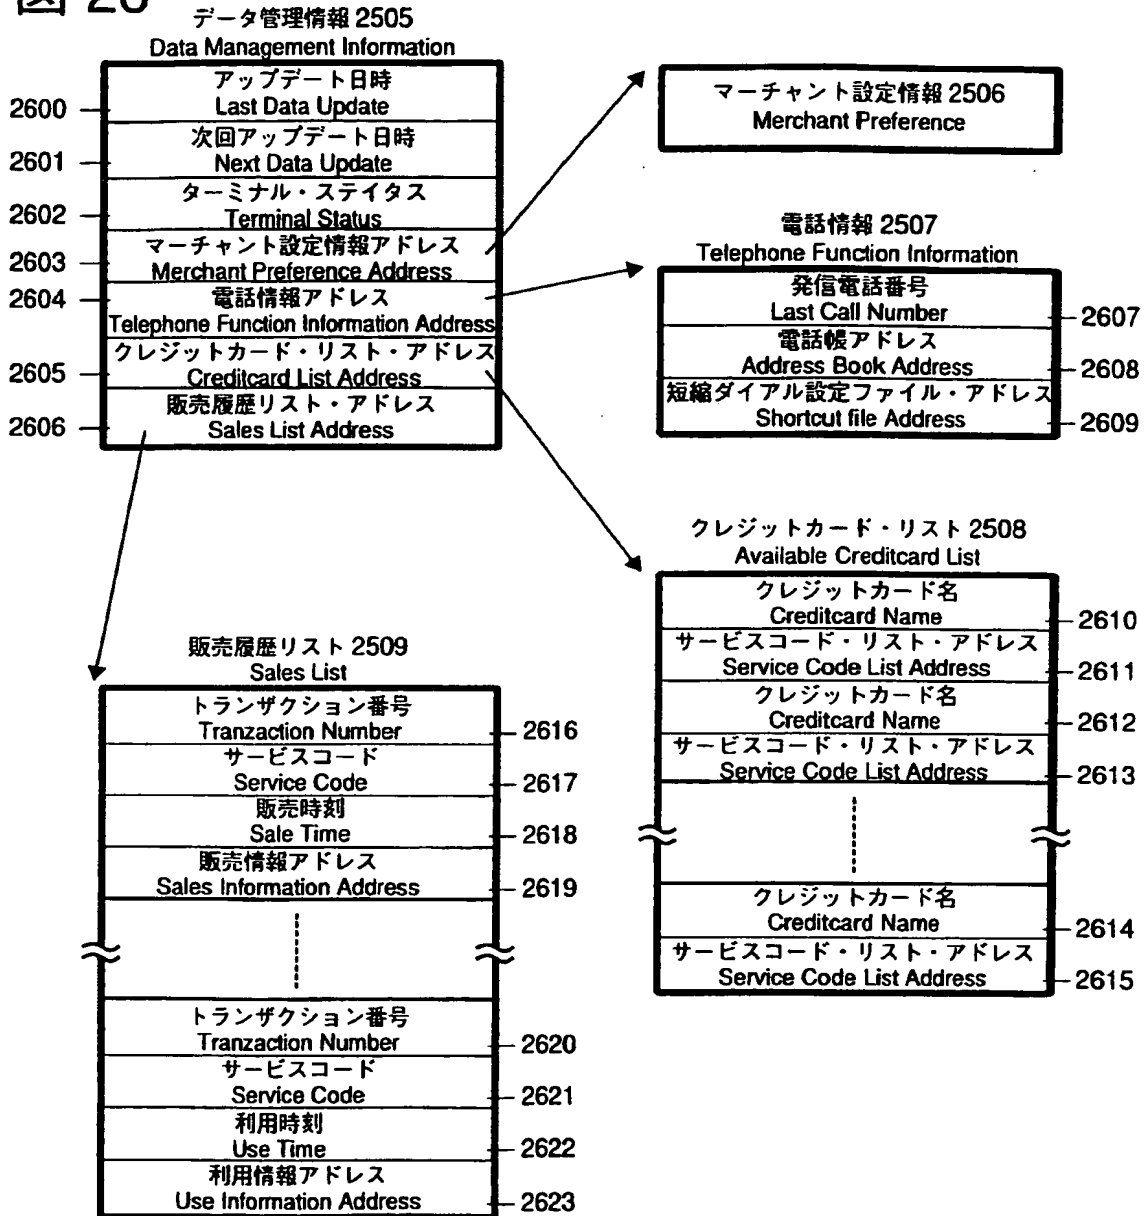 図 26
データ管理情報 2505
Data Management Information
アップデート日時
Last Data Update
2600
次回アップデート日時
Next Data Update
2601
ターミナル・ステイタス
Terminal Status
2602
マーチャント設定情報アドレス
Merchant Preference Address
2603
電話情報アドレス
Telephone Function Information Address
2604
クレジットカード・リスト・アドレス
Creditcard List Address
2605
販売履歴リスト・アドレス
Sales List Address
2606
マーチャント設定情報 2506
Merchant Preference
電話情報 2507
Telephone Function Information
発信電話番号
Last Call Number
2607
電話帳アドレス
Address Book Address
2608
短縮ダイアル設定ファイル・アドレス
Shortcut file Address
2609
クレジットカード・リスト 2508
Available Creditcard List
クレジットカード名
Creditcard Name
2610
サービスコード・リスト・アドレス
Service Code List Address
2611
クレジットカード名
Creditcard Name
2612
サービスコード・リスト・アドレス
Service Code List Address
2613
クレジットカード名
Creditcard Name
2614
サービスコード・リスト・アドレス
Service Code List Address
2615
販売履歴リスト 2509
Sales List
トランザクション番号
Tranzaction Number
2616
サービスコード
Service Code
2617
販売時刻
Sale Time
2618
販売情報アドレス
Sales Information Address
2619
トランザクション番号
Tranzaction Number
2620
サービスコード
Service Code
2621
利用時刻
Use Time
2622
利用情報アドレス
Use Information Address
2623